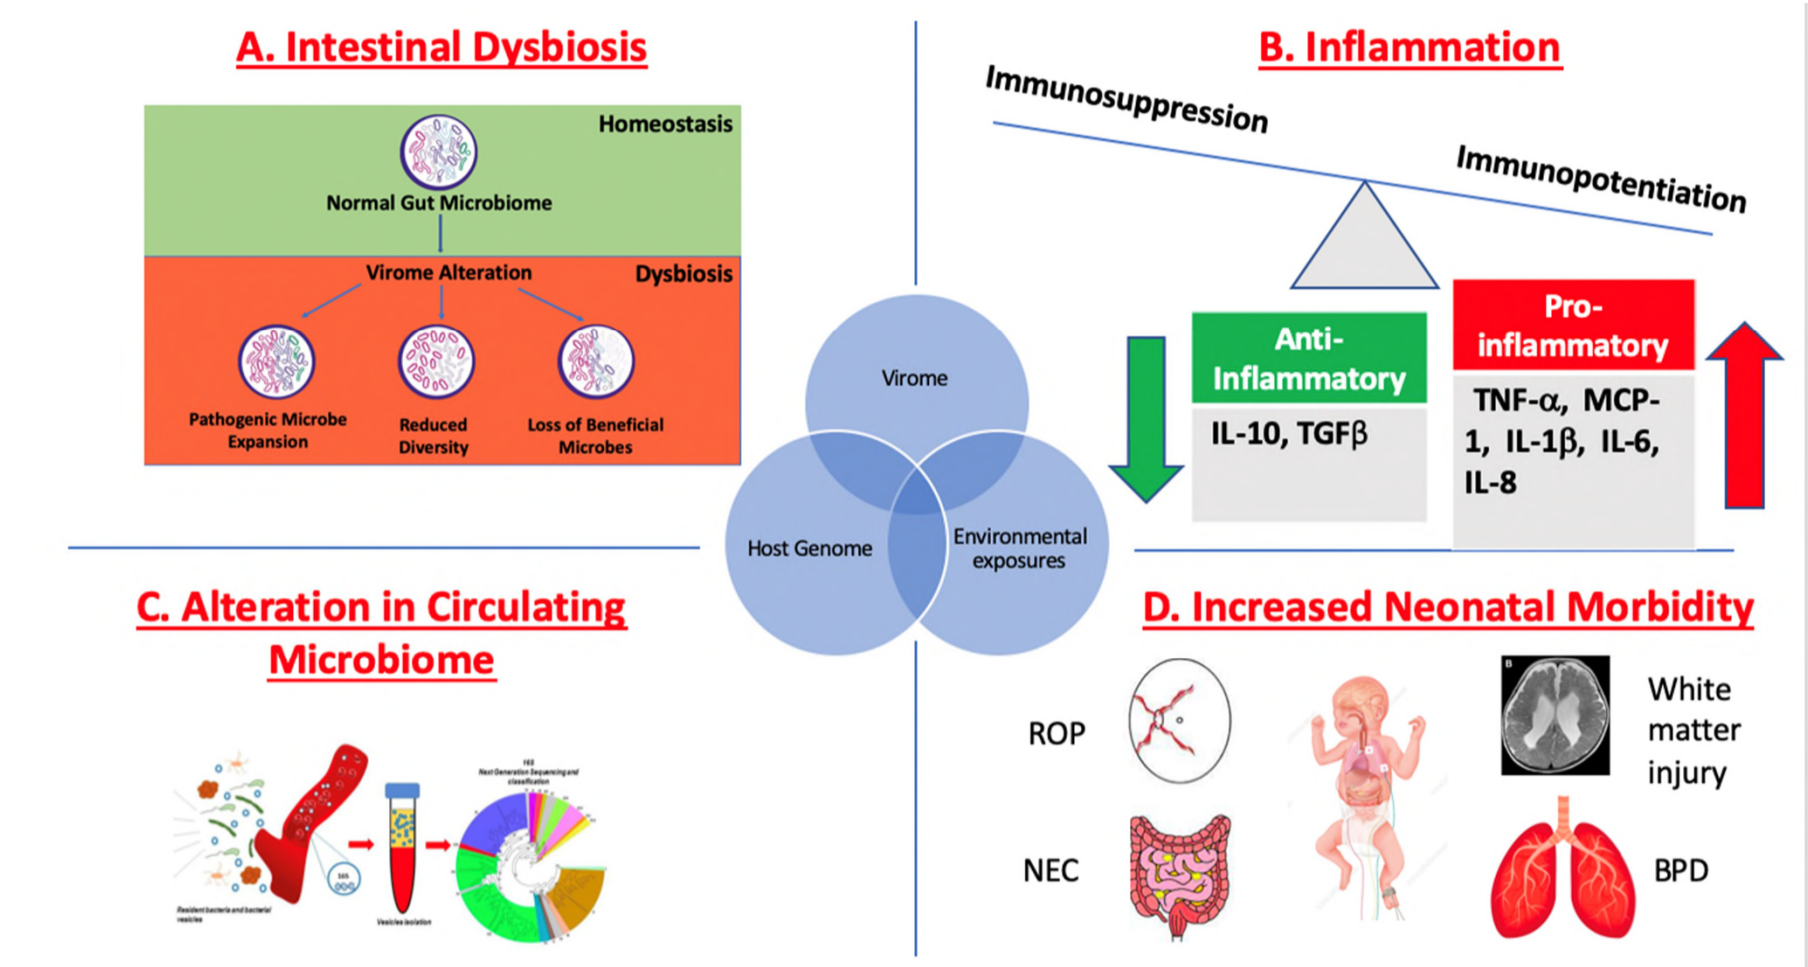 A. Intestinal Dysbiosis
Homeostasis
Normal Gut Microbiome
Virome Alteration
Dysbiosis
Pathogenic Microbe
Expansion
Reduced
Diversity
Loss of Beneficial
Microbes
B. Inflammation
Immunosuppression
Immunopotentiation
Anti-
Inflammatory
IL-10, TGFβ
Pro-
inflammatory
TNF-α, MCP-
1, IL-1β, IL-6,
IL-8
Virome
Host Genome
Environmental
exposures
C. Alteration in Circulating
Microbiome
Resident bacteria and bacterial
vesicles
16S
Vesicles isolation
16S
Next Generation Sequencing and
classification
D. Increased Neonatal Morbidity
ROP
NEC
B
White
matter
injury
BPD